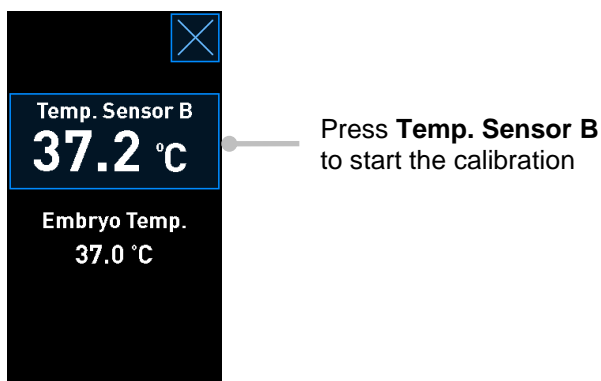 Temp. Sensor B
37.2 °C
Embryo Temp.
37.0 °C
Press Temp. Sensor B
to start the calibration